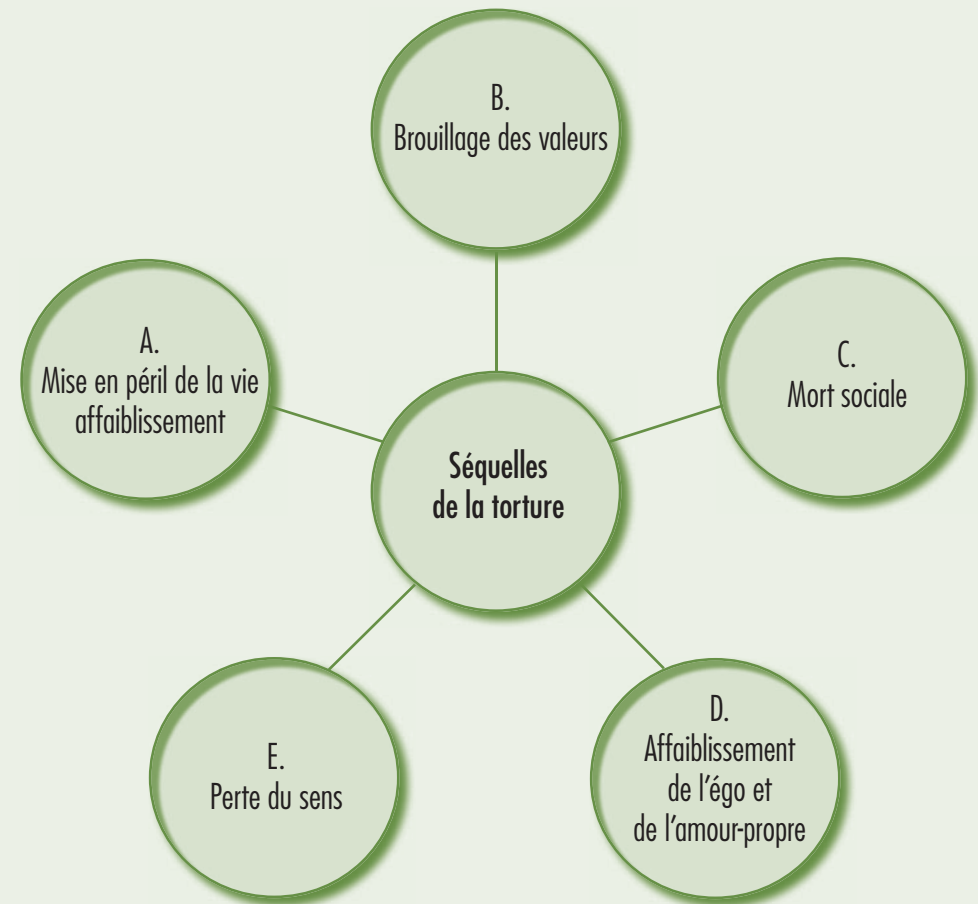 B.
Brouillage des valeurs
A.
Mise en péril de la vie
affaiblissement
C.
Mort sociale
Séquelles
de la torture
E.
Perte du sens
D.
Affaiblissement
de l’égo et
de l’amour-propre